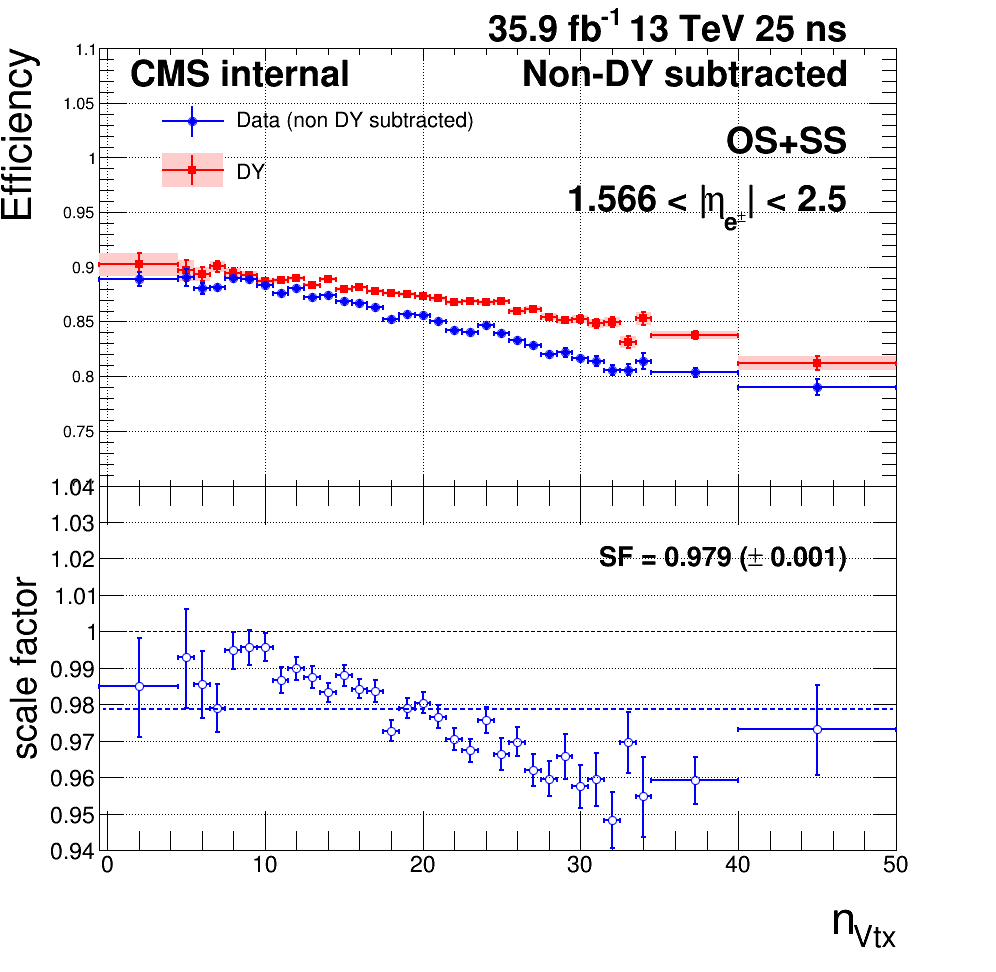 35.9 fb⁻¹ 13 TeV 25 ns
Efficiency
1.1
CMS internal
Non-DY subtracted
Data (non DY subtracted)
1.05
OS+SS
1
DY
1.566 < |η_e±| < 2.5
0.95
0.9
0.85
0.8
0.75
1.04
1.03
SF = 0.979 (± 0.001)
1.02
1.01
scale factor
1
0.99
0.98
0.97
0.96
0.95
0.94
0 10 20 30 40 50
n_Vtx